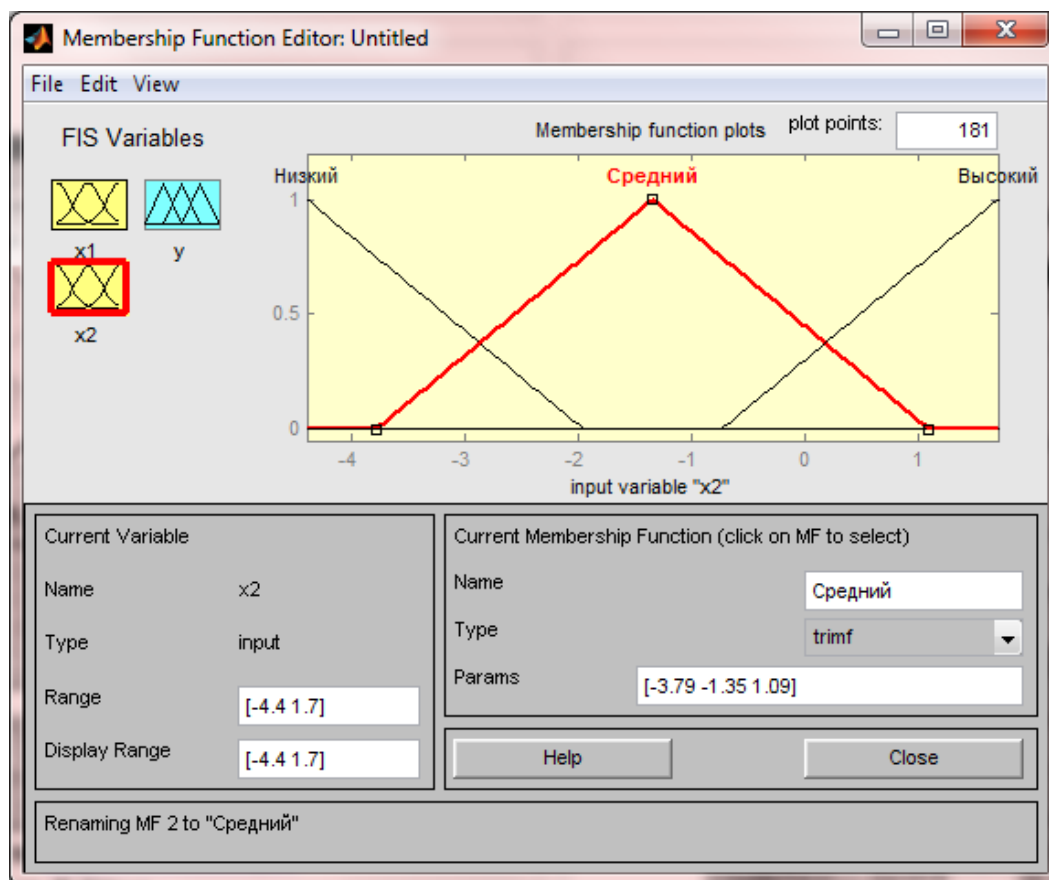 Membership Function Editor: Untitled
File Edit View
FIS Variables
Membership function plots plot points: 181
x1 y
x2
Низкий Средний Высокий
1
0.5
0
-4 -3 -2 -1 0 1
input variable "x2"
Current Variable
Name x2
Type input
Range [-4.4 1.7]
Display Range [-4.4 1.7]
Current Membership Function (click on MF to select)
Name Средний
Type trimf
Params [-3.79 -1.35 1.09]
Help Close
Renaming MF 2 to "Средний"